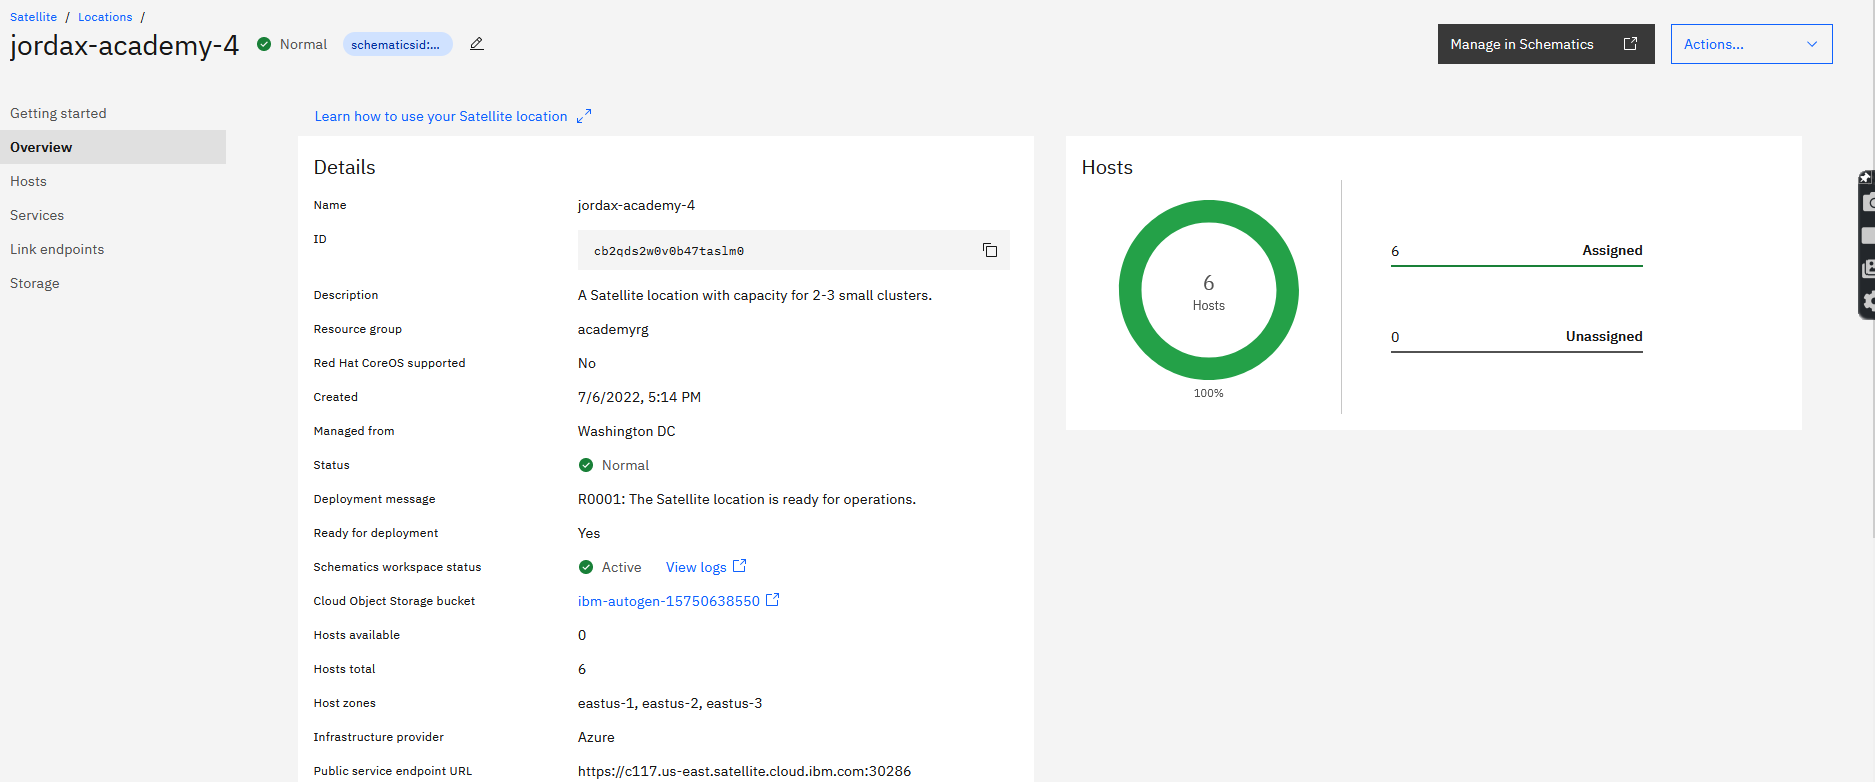 Satellite / Locations /
jordax-academy-4 Normal schematicsid:...
Manage in Schematics
Actions...
Getting started
Overview
Hosts
Services
Link endpoints
Storage
Learn how to use your Satellite location
Details
Name jordax-academy-4
ID cb2qds2w0v0b47taslm0
Description A Satellite location with capacity for 2-3 small clusters.
Resource group academyrg
Red Hat CoreOS supported No
Created 7/6/2022, 5:14 PM
Managed from Washington DC
Status Normal
Deployment message R0001: The Satellite location is ready for operations.
Ready for deployment Yes
Schematics workspace status Active View logs
Cloud Object Storage bucket ibm-autogen-15750638550
Hosts available 0
Hosts total 6
Host zones eastus-1, eastus-2, eastus-3
Infrastructure provider Azure
Public service endpoint URL https://c117.us-east.satellite.cloud.ibm.com:30286
Hosts
6
Hosts
100%
6 Assigned
0 Unassigned